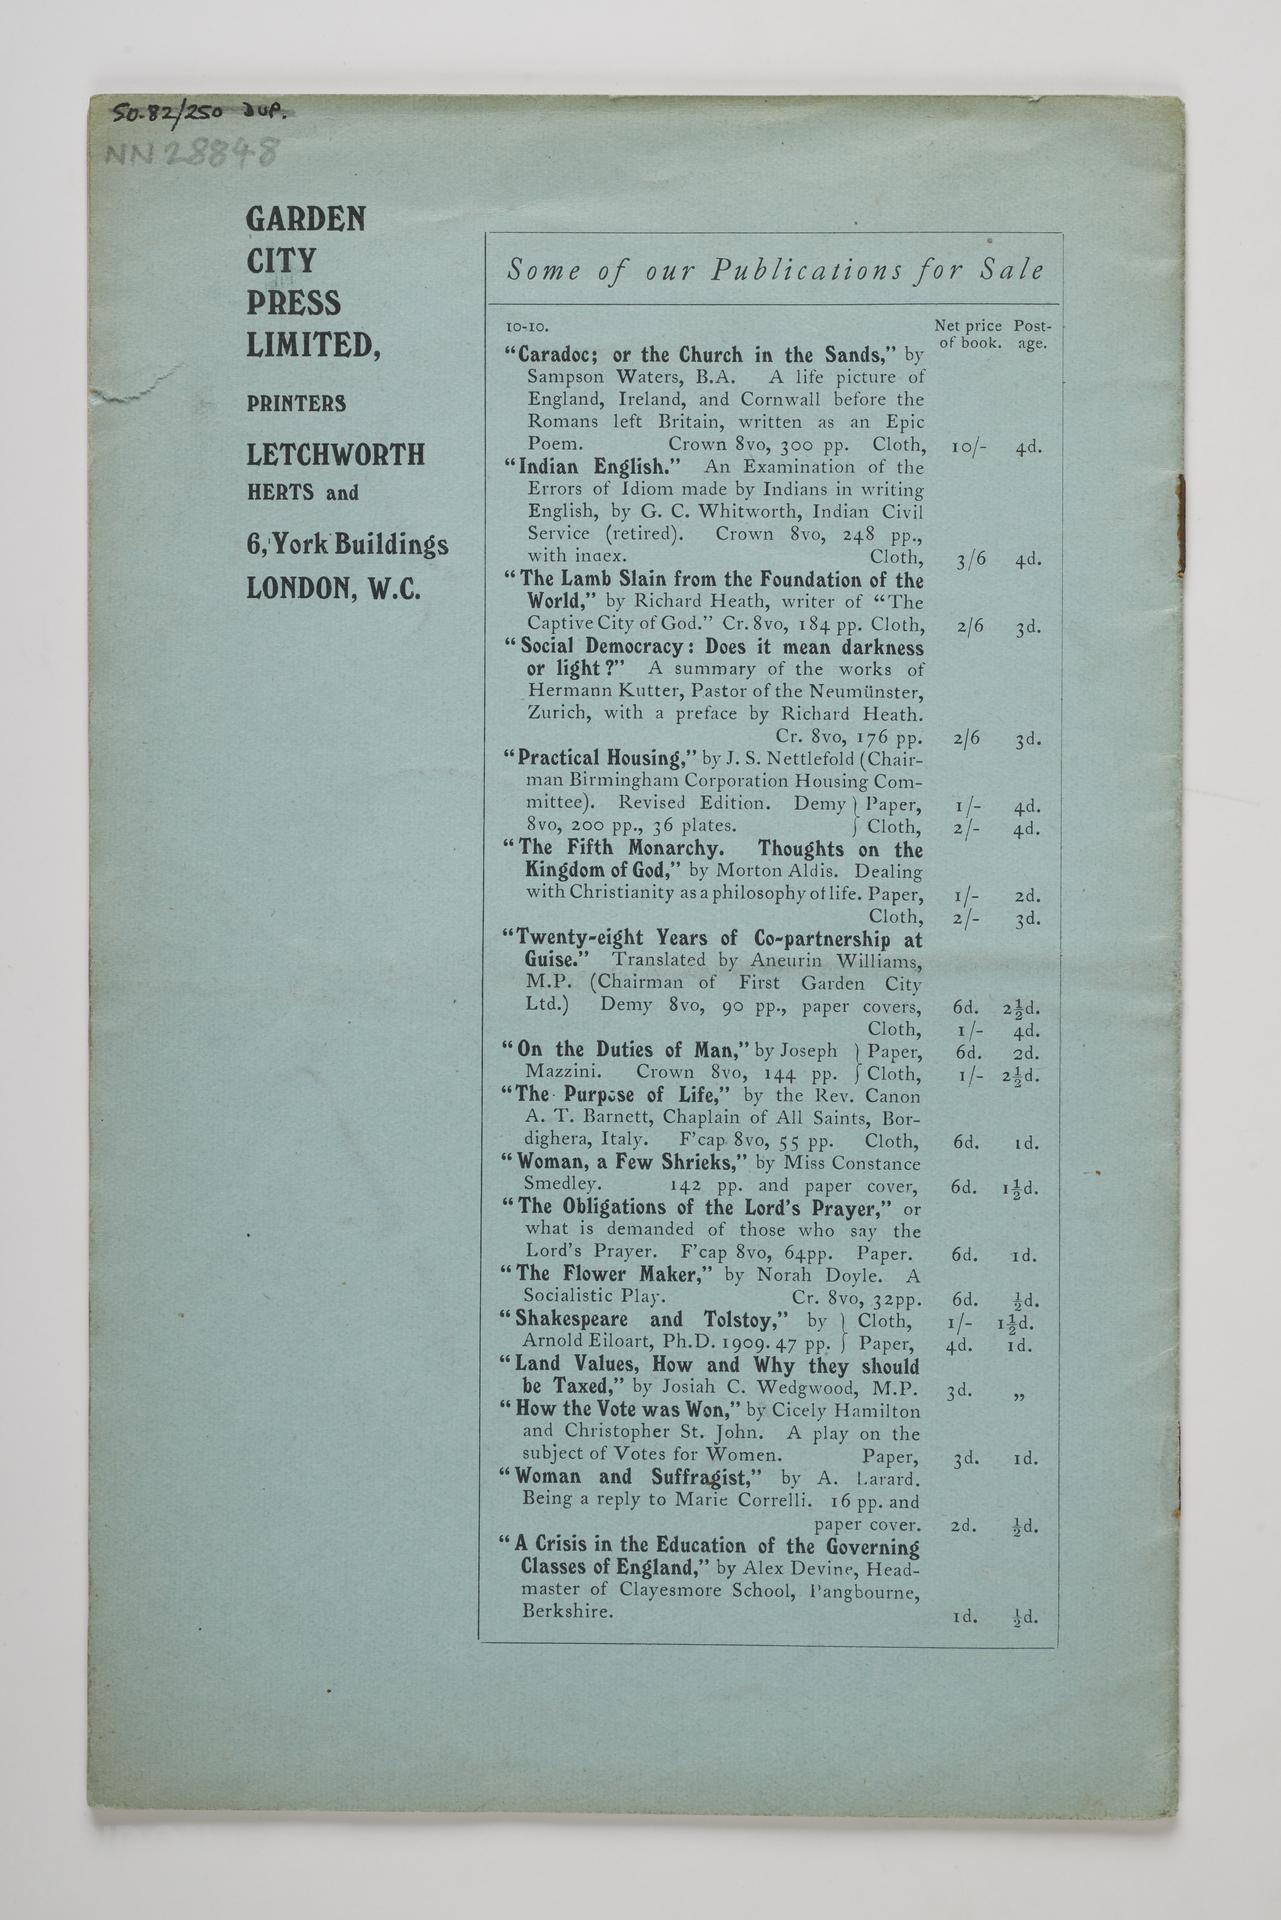 50.82/250 DUP.
NN28848
GARDEN
CITY
PRESS
LIMITED,
PRINTERS
LETCHWORTH
HERTS and
6, York Buildings
LONDON, W.C.
Some of our Publications for Sale
10-10. Net price Post-
of book. age.
"Caradoc; or the Church in the Sands," by
Sampson Waters, B.A. A life picture of
England, Ireland, and Cornwall before the
Romans left Britain, written as an Epic
Poem. Crown 8vo, 300 pp. Cloth, 10/- 4d.
"Indian English." An Examination of the
Errors of Idiom made by Indians in writing
English, by G. C. Whitworth, Indian Civil
Service (retired). Crown 8vo, 248 pp.,
with index. Cloth, 3/6 4d.
"The Lamb Slain from the Foundation of the
World," by Richard Heath, writer of "The
Captive City of God." Cr. 8vo, 184 pp. Cloth, 2/6 3d.
"Social Democracy: Does it mean darkness
or light?" A summary of the works of
Hermann Kutter, Pastor of the Neumünster,
Zurich, with a preface by Richard Heath.
Cr. 8vo, 176 pp. 2/6 3d.
"Practical Housing," by J. S. Nettlefold (Chair-
man Birmingham Corporation Housing Com-
mittee). Revised Edition. Demy } Paper, 1/- 4d.
8vo, 200 pp., 36 plates. } Cloth, 2/- 4d.
"The Fifth Monarchy. Thoughts on the
Kingdom of God," by Morton Aldis. Dealing
with Christianity as a philosophy of life. Paper, 1/- 2d.
Cloth, 2/- 3d.
"Twenty-eight Years of Co-partnership at
Guise." Translated by Aneurin Williams,
M.P. (Chairman of First Garden City
Ltd.) Demy 8vo, 90 pp., paper covers, 6d. 2½d.
Cloth, 1/- 4d.
"On the Duties of Man," by Joseph } Paper, 6d. 2d.
Mazzini. Crown 8vo, 144 pp. } Cloth, 1/- 2½d.
"The Purpose of Life," by the Rev. Canon
A. T. Barnett, Chaplain of All Saints, Bor-
dighera, Italy. F'cap 8vo, 55 pp. Cloth, 6d. 1d.
"Woman, a Few Shrieks," by Miss Constance
Smedley. 142 pp. and paper cover, 6d. 1½d.
"The Obligations of the Lord's Prayer," or
what is demanded of those who say the
Lord's Prayer. F'cap 8vo, 64pp. Paper. 6d. 1d.
"The Flower Maker," by Norah Doyle. A
Socialistic Play. Cr. 8vo, 32pp. 6d. ½d.
"Shakespeare and Tolstoy," by } Cloth, 1/- 1½d.
Arnold Eiloart, Ph.D. 1909. 47 pp. } Paper, 4d. 1d.
"Land Values, How and Why they should
be Taxed," by Josiah C. Wedgwood, M.P. 3d. „
"How the Vote was Won," by Cicely Hamilton
and Christopher St. John. A play on the
subject of Votes for Women. Paper, 3d. 1d.
"Woman and Suffragist," by A. Larard.
Being a reply to Marie Correlli. 16 pp. and
paper cover. 2d. ½d.
"A Crisis in the Education of the Governing
Classes of England," by Alex Devine, Head-
master of Clayesmore School, Pangbourne,
Berkshire. 1d. ½d.